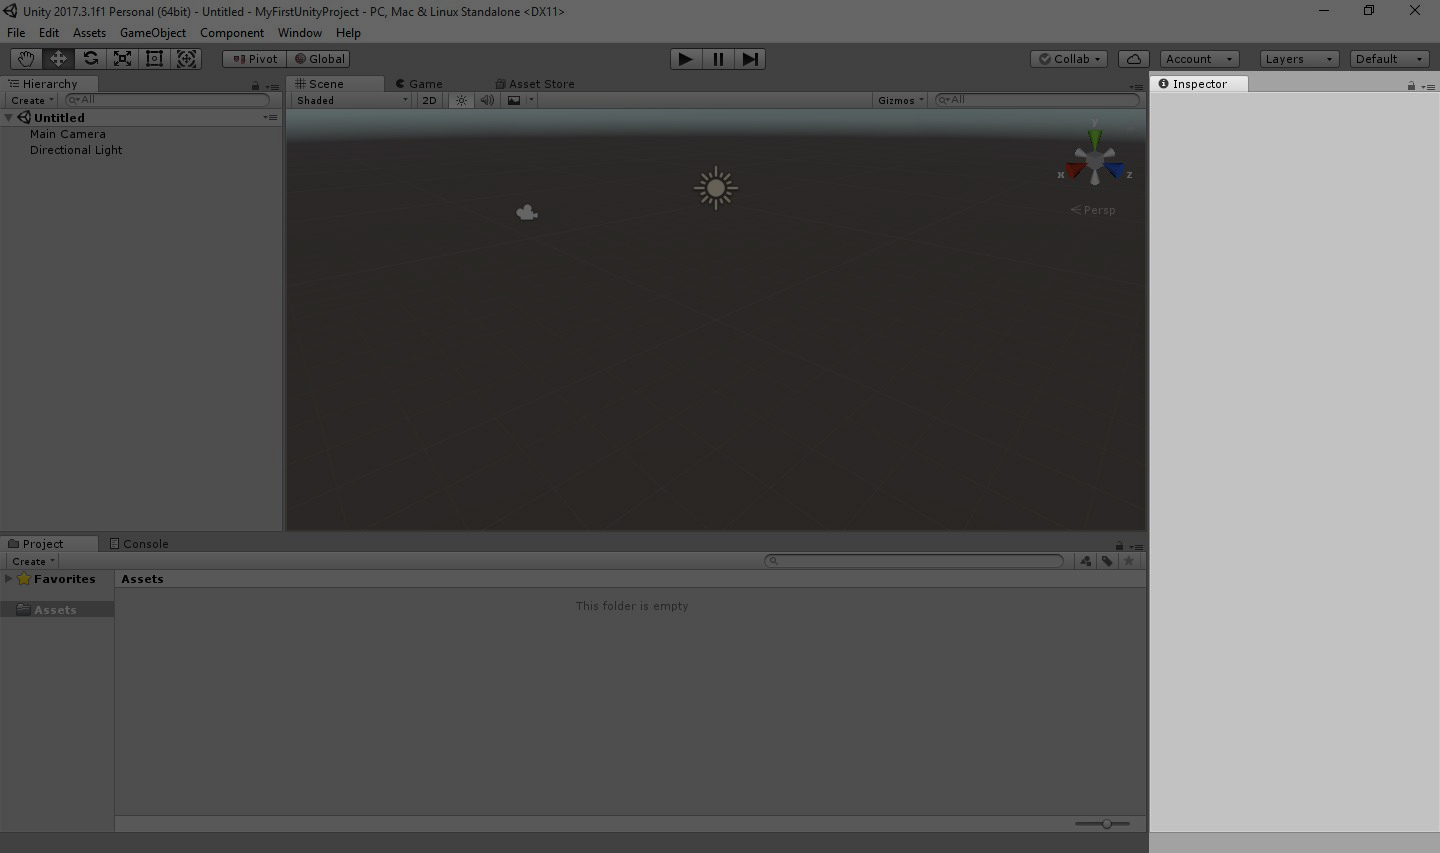 Unity 2017.3.1f1 Personal (64bit) - Untitled - MyFirstUnityProject - PC, Mac & Linux Standalone <DX11>
File Edit Assets GameObject Component Window Help
Pivot Global Collab Account Layers Default
Hierarchy Scene Game Asset Store Inspector
Create All Shaded 2D Gizmos All
Untitled
Main Camera
Directional Light
y
x z
Persp
Project Console
Create
Favorites Assets
This folder is empty
Assets